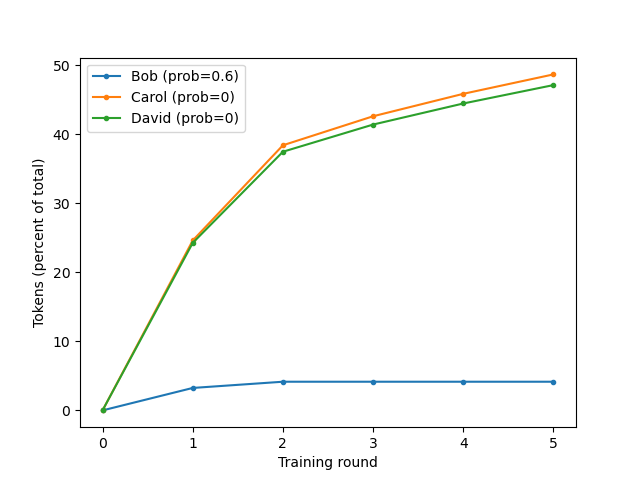 Bob (prob=0.6)
Carol (prob=0)
David (prob=0)
Tokens (percent of total)
50
40
30
20
10
0
0 1 2 3 4 5
Training round